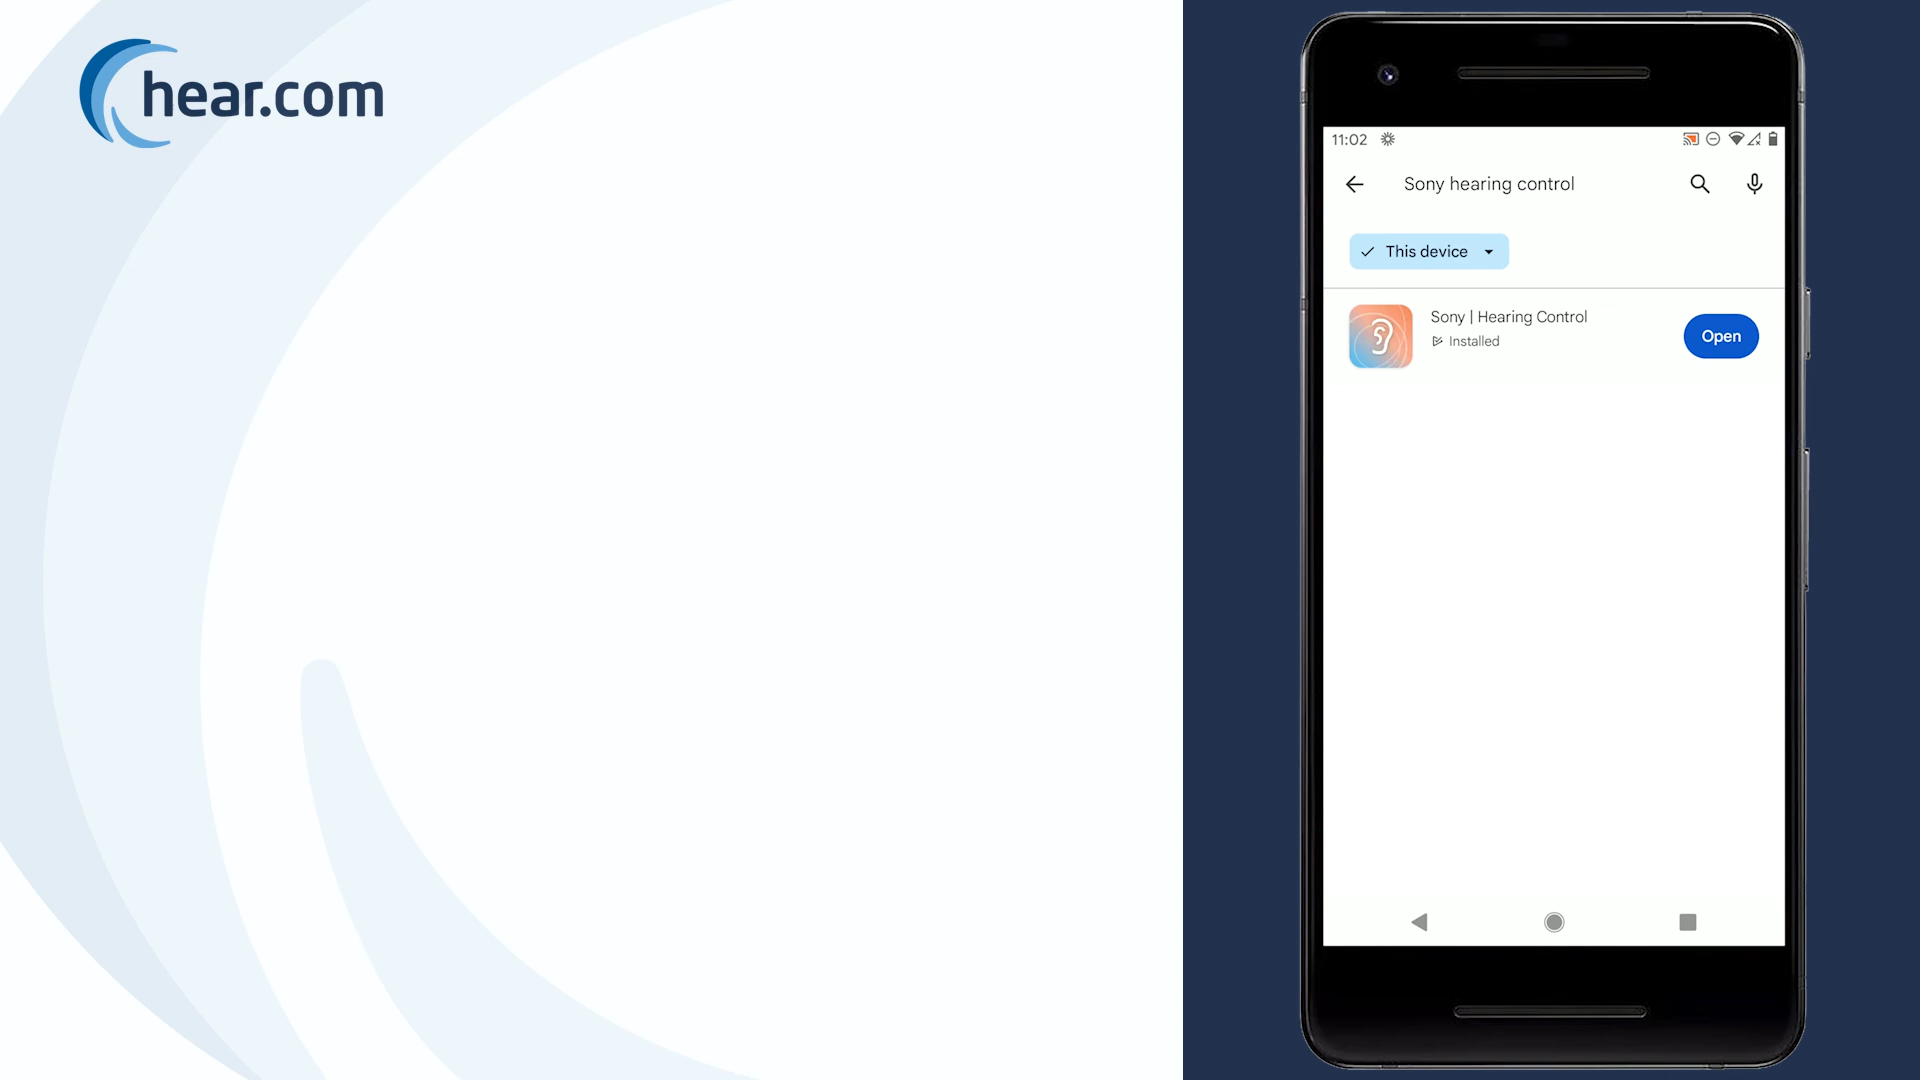 hear.com
11:02
Sony hearing control
This device
Sony | Hearing Control
Installed
Open